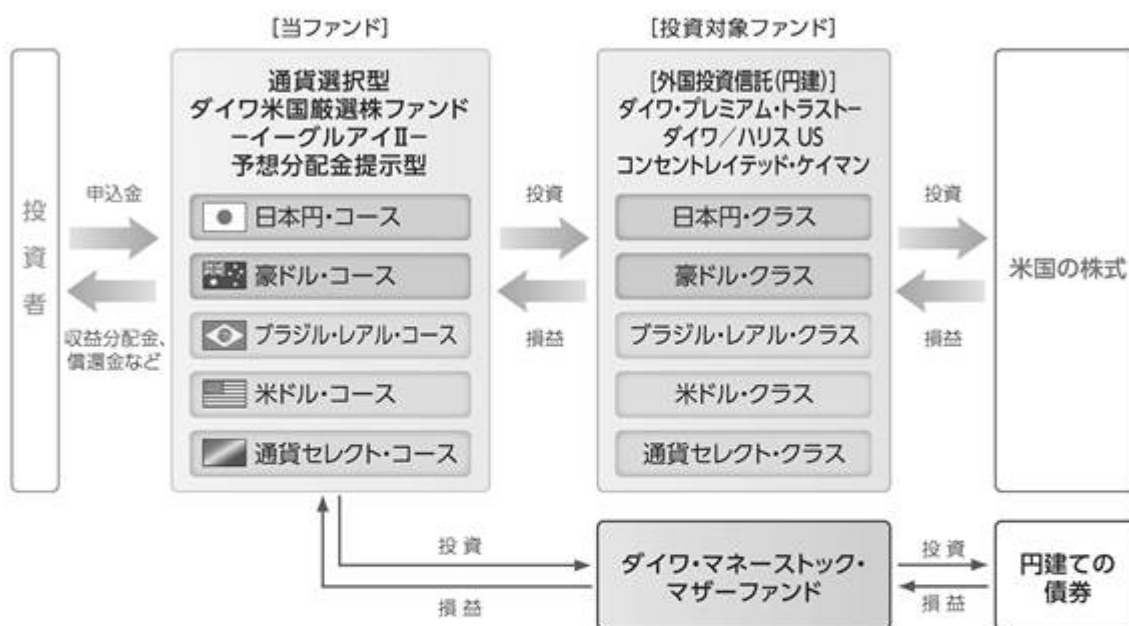 [当ファンド]
[投資対象ファンド]
投資者
申込金
収益分配金、
償還金など
通貨選択型
ダイワ米国厳選株ファンド
－イーグルアイⅡ－
予想分配金提示型
日本円・コース
豪ドル・コース
ブラジル・レアル・コース
米ドル・コース
通貨セレクト・コース
投資
損益
[外国投資信託(円建)]
ダイワ・プレミアム・トラストー
ダイワ／ハリス US
コンセントレイテッド・ケイマン
日本円・クラス
豪ドル・クラス
ブラジル・レアル・クラス
米ドル・クラス
通貨セレクト・クラス
投資
損益
米国の株式
投資
損益
ダイワ・マネーストック・
マザーファンド
投資
損益
円建ての
債券